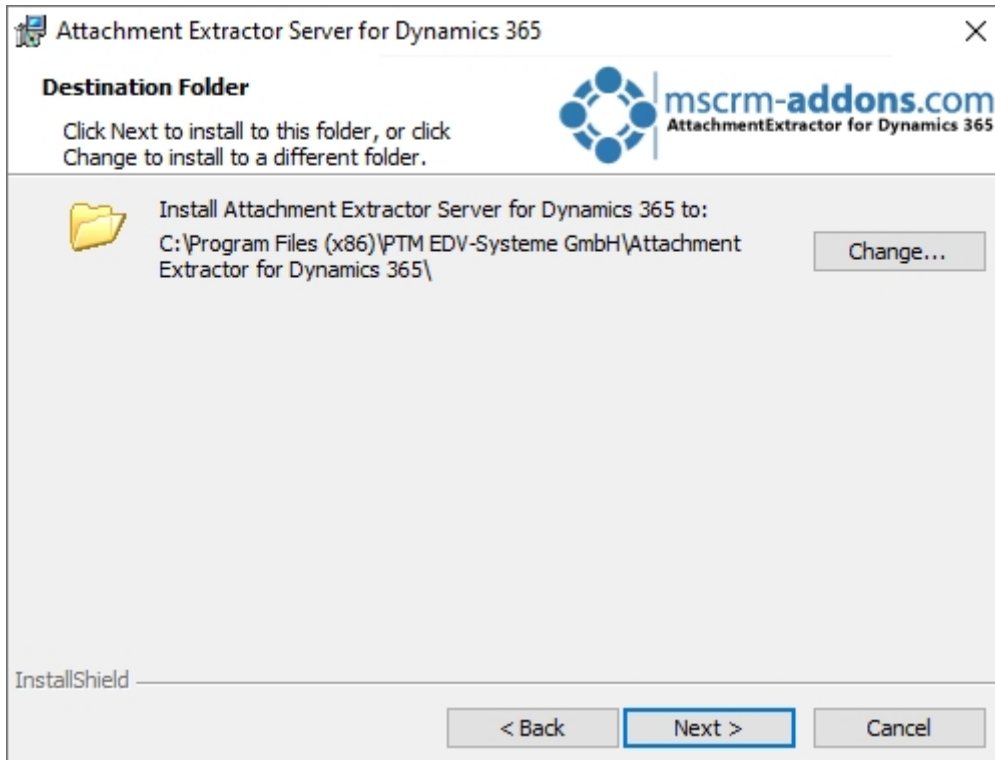 Attachment Extractor Server for Dynamics 365
Destination Folder
Click Next to install to this folder, or click
Change to install to a different folder.
mscrm-addons.com
AttachmentExtractor for Dynamics 365
Install Attachment Extractor Server for Dynamics 365 to:
C:\Program Files (x86)\PTM EDV-Systeme GmbH\Attachment
Extractor for Dynamics 365\
Change...
InstallShield
< Back
Next >
Cancel